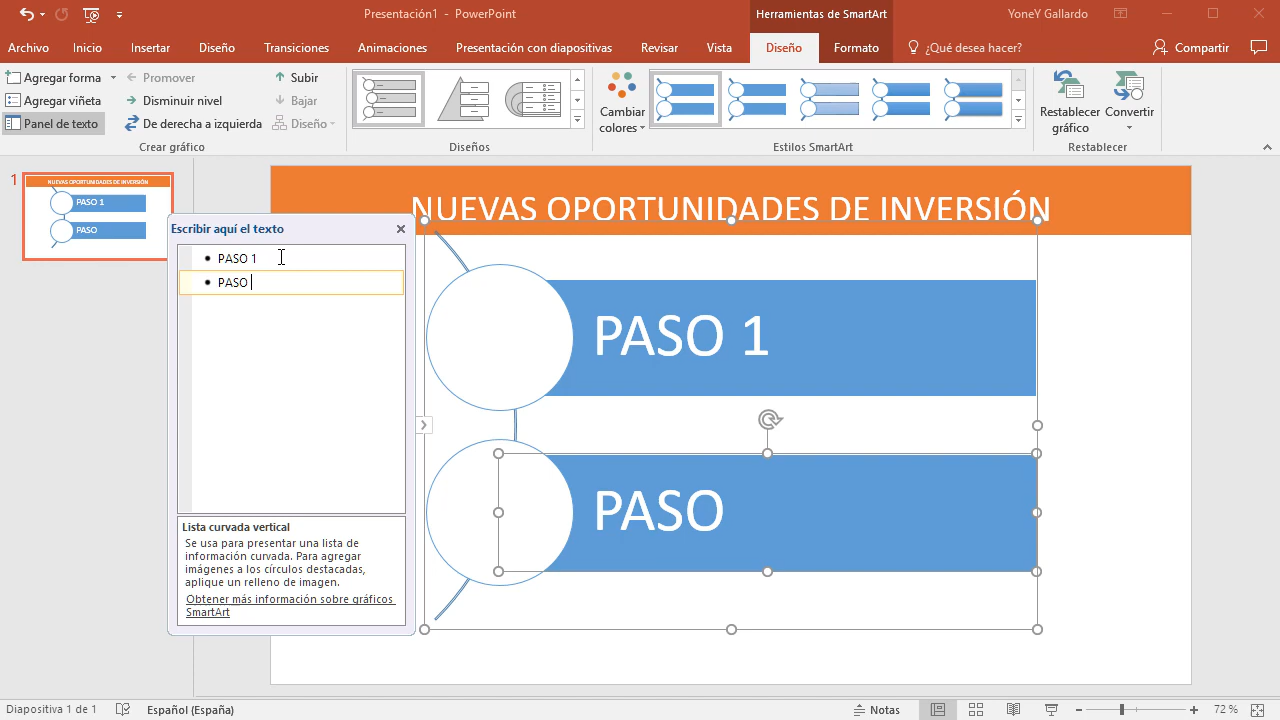 Presentación1 - PowerPoint
Herramientas de SmartArt
YoneY Gallardo
Archivo
Inicio
Insertar
Diseño
Transiciones
Animaciones
Presentación con diapositivas
Revisar
Vista
Diseño
Formato
¿Qué desea hacer?
Compartir
Agregar forma
Promover
Subir
Agregar viñeta
Disminuir nivel
Bajar
Panel de texto
De derecha a izquierda
Diseño
Crear gráfico
Diseños
Cambiar
colores
Estilos SmartArt
Restablecer
gráfico
Convertir
Restablecer
1
NUEVAS OPORTUNIDADES DE INVERSIÓN
PASO 1
PASO
Escribir aquí el texto
PASO 1
PASO
Lista curvada vertical
Se usa para presentar una lista de
información curvada. Para agregar
imágenes a los círculos destacadas,
aplique un relleno de imagen.
Obtener más información sobre gráficos
SmartArt
NUEVAS OPORTUNIDADES DE INVERSIÓN
PASO 1
PASO
Diapositiva 1 de 1
Español (España)
Notas
72 %